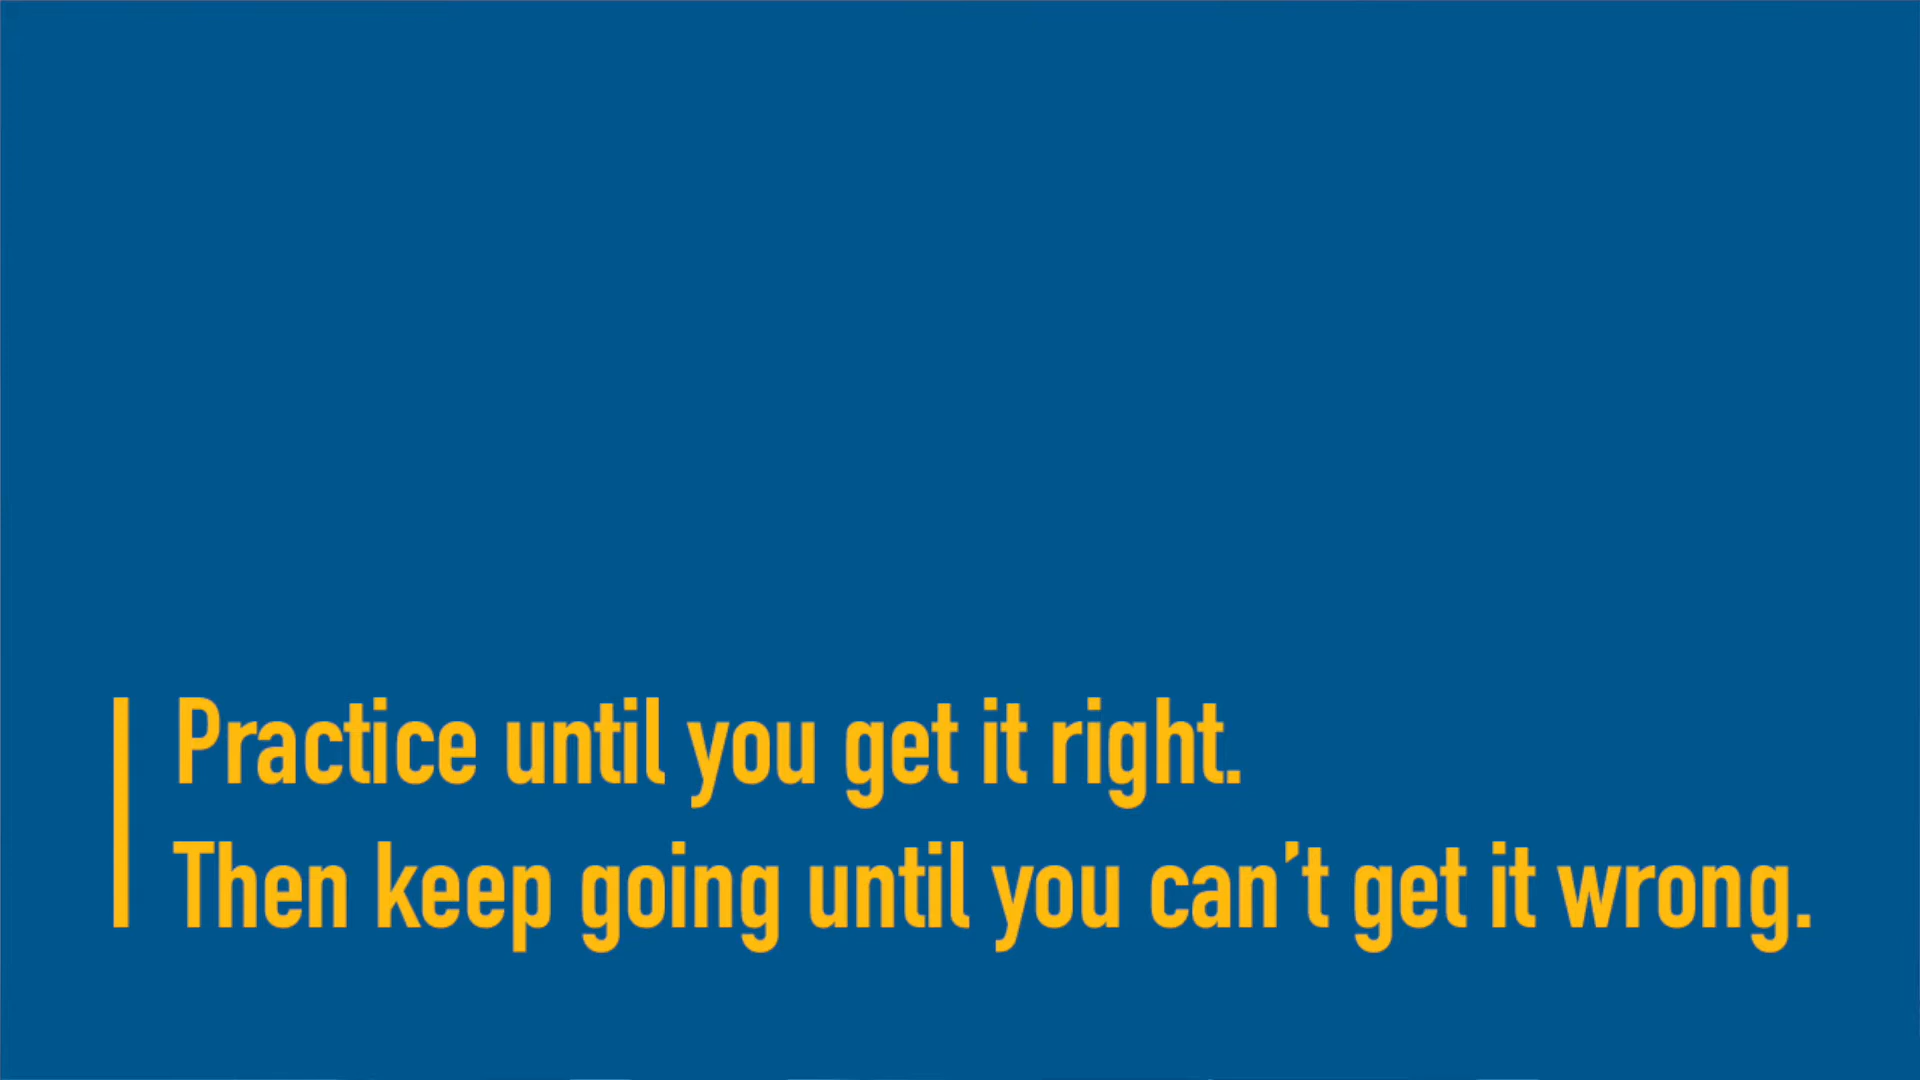 Practice until you get it right.
Then keep going until you can’t get it wrong.